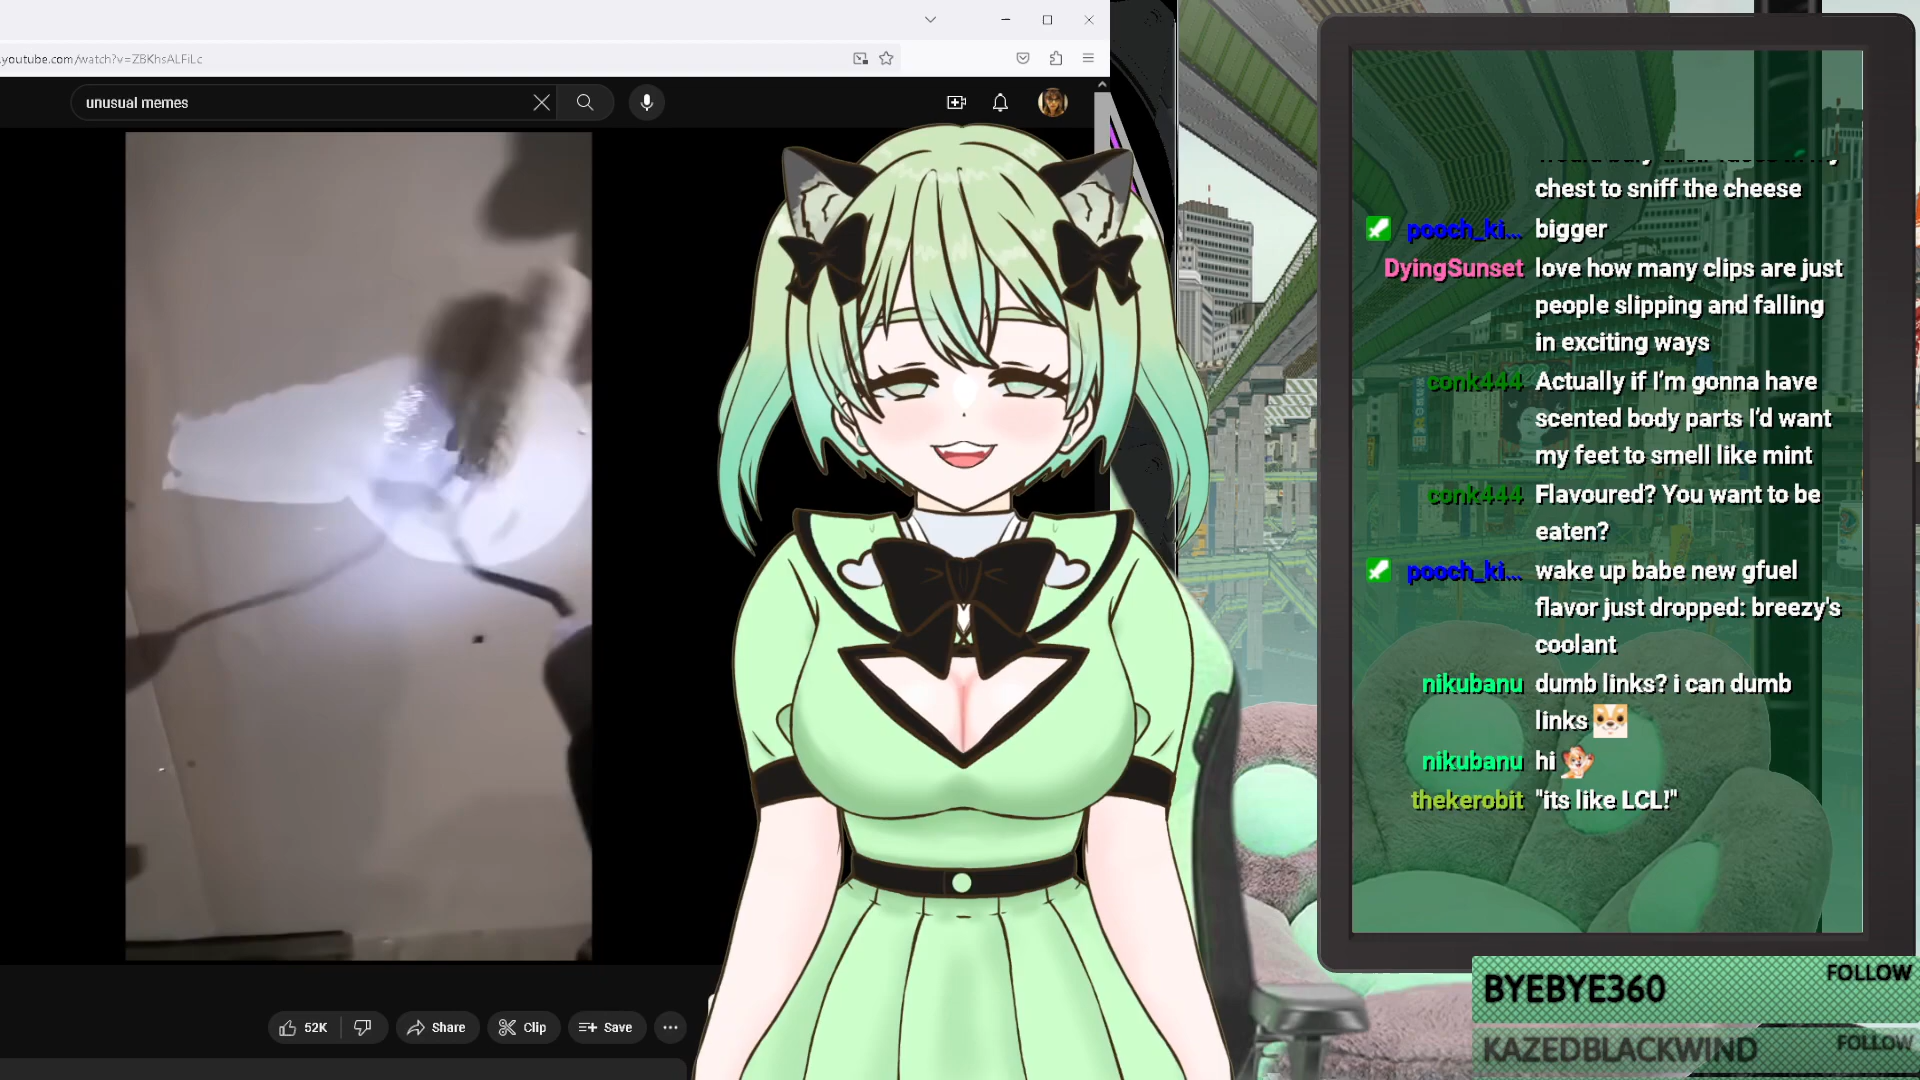 youtube.com/watch?v=ZBKhsALFiLc
unusual memes
52K
Share
Clip
Save
chest to sniff the cheese
pooch_ki... bigger
DyingSunset love how many clips are just
people slipping and falling
in exciting ways
conk444 Actually if I'm gonna have
scented body parts I'd want
my feet to smell like mint
conk444 Flavoured? You want to be
eaten?
pooch_ki... wake up babe new gfuel
flavor just dropped: breezy's
coolant
nikubanu dumb links? i can dumb
links
nikubanu hi
thekerobit "its like LCL!"
BYEBYE360 FOLLOW
KAZEDBLACKWIND FOLLOW